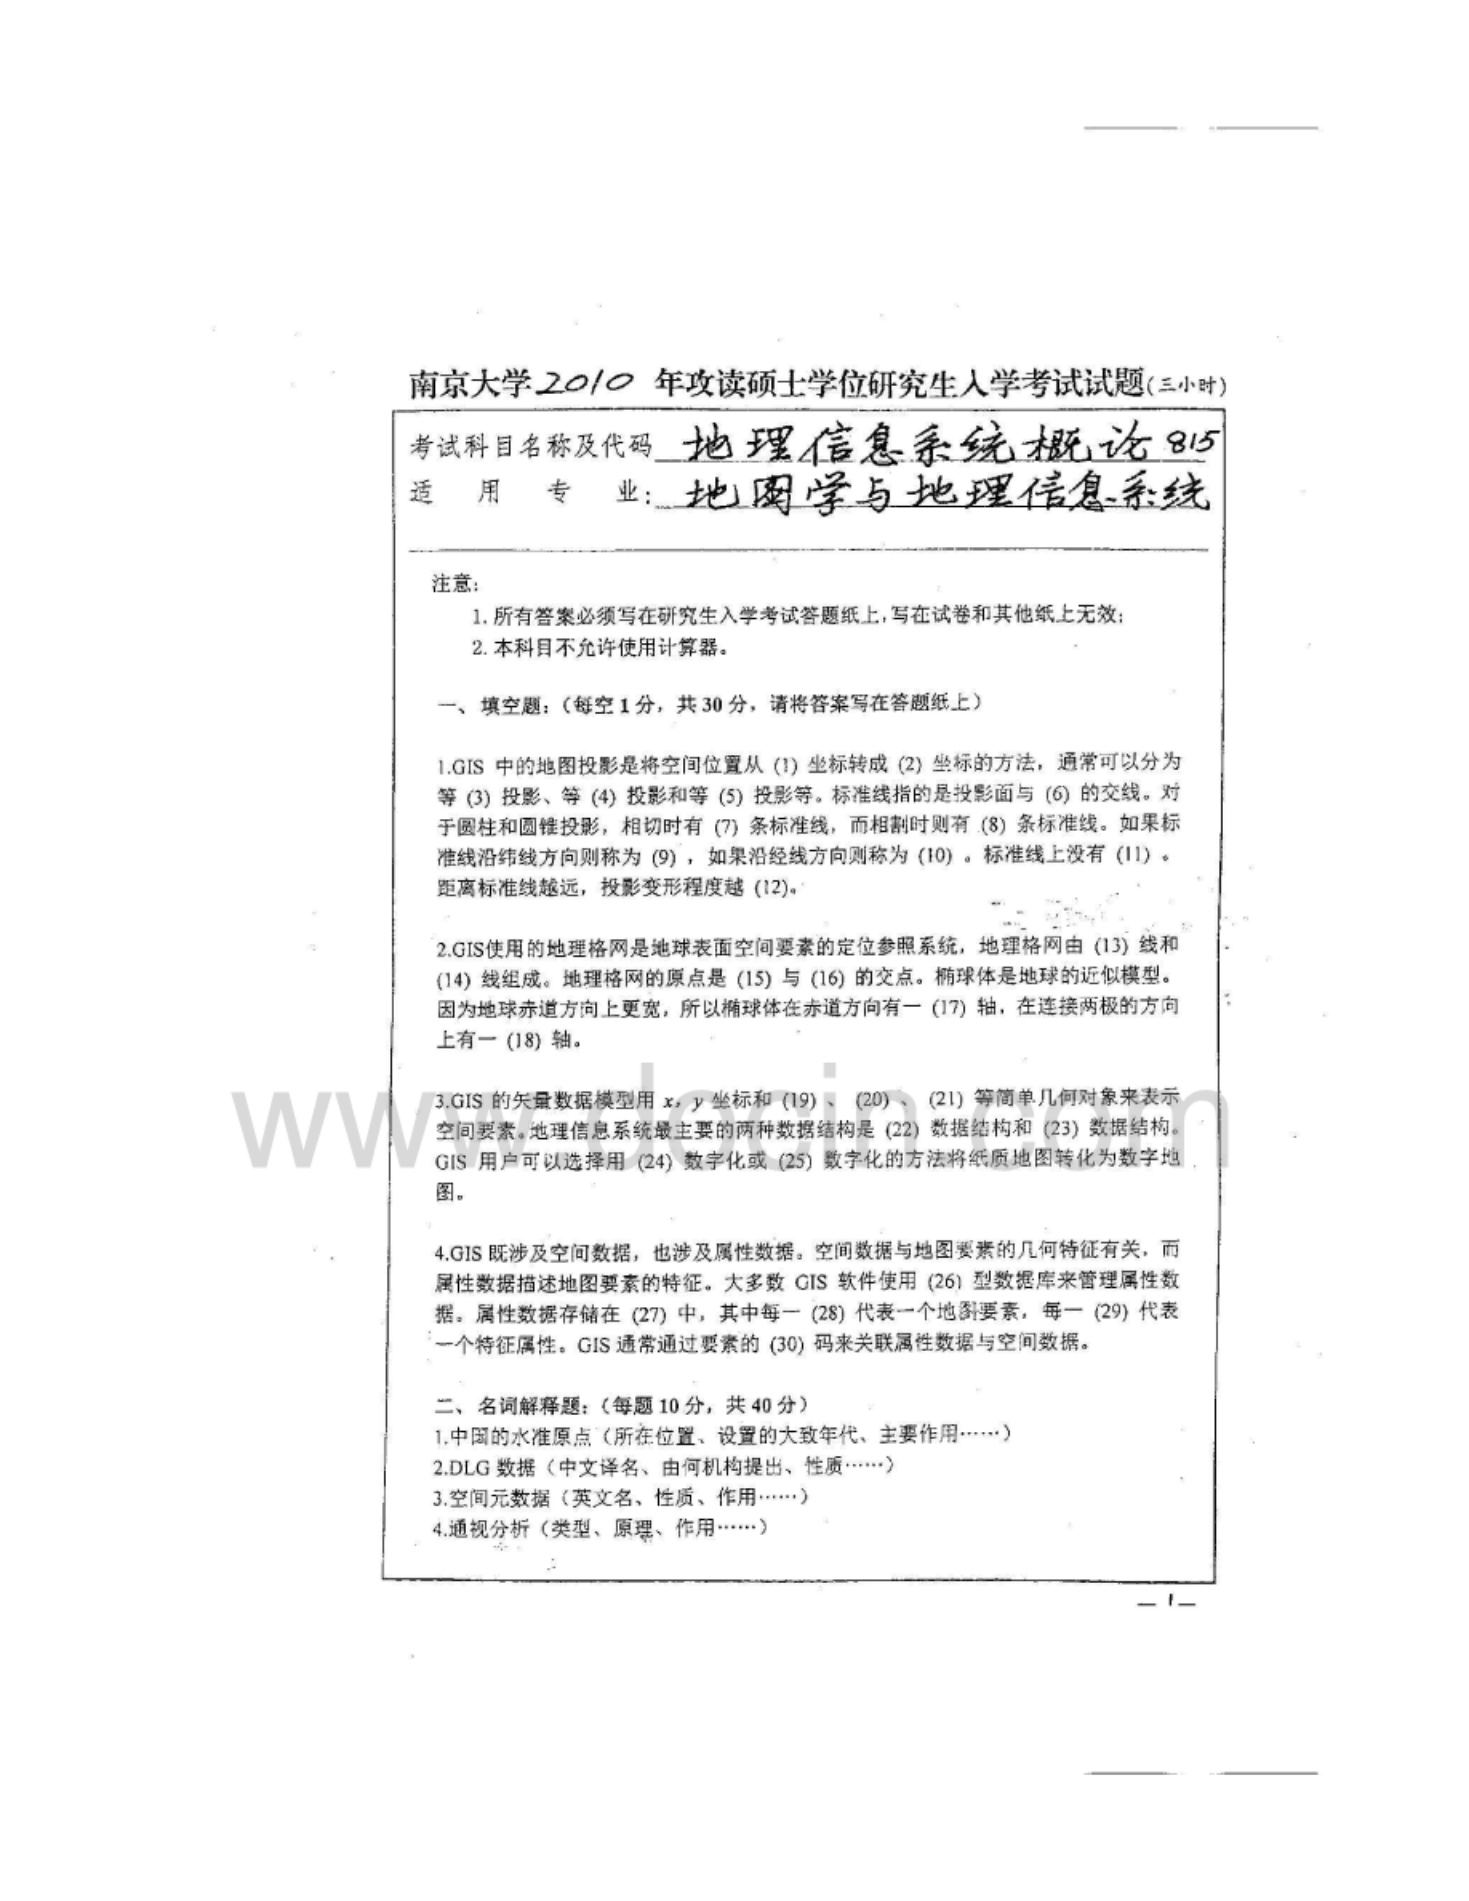 南京大学2010 年攻读硕士学位研究生入学考试试题(三小时)
考试科目名称及代码 地理信息系统概论 815
适 用 专 业: 地图学与地理信息系统
注意:
1. 所有答案必须写在研究生入学考试答题纸上,写在试卷和其他纸上无效;
2. 本科目不允许使用计算器。
一、 填空题:(每空 1 分, 共 30 分, 请将答案写在答题纸上)
1.GIS 中的地图投影是将空间位置从 (1) 坐标转成 (2) 坐标的方法, 通常可以分为
等 (3) 投影、等 (4) 投影和等 (5) 投影等。标准线指的是投影面与 (6) 的交线。对
于圆柱和圆锥投影, 相切时有 (7) 条标准线, 而相割时则有 (8) 条标准线。如果标
准线沿纬线方向则称为 (9) , 如果沿经线方向则称为 (10) 。标准线上没有 (11) 。
距离标准线越远, 投影变形程度越 (12)。
2.GIS使用的地理格网是地球表面空间要素的定位参照系统, 地理格网由 (13) 线和
(14) 线组成。地理格网的原点是 (15) 与 (16) 的交点。椭球体是地球的近似模型。
因为地球赤道方向上更宽, 所以椭球体在赤道方向有一 (17) 轴, 在连接两极的方向
上有一 (18) 轴。
3.GIS 的矢量数据模型用 x, y 坐标和 (19) 、 (20) 、 (21) 等简单几何对象来表示
空间要素。地理信息系统最主要的两种数据结构是 (22) 数据结构和 (23) 数据结构。
GIS 用户可以选择用 (24) 数字化或 (25) 数字化的方法将纸质地图转化为数字地
图。
4.GIS 既涉及空间数据, 也涉及属性数据。空间数据与地图要素的几何特征有关, 而
属性数据描述地图要素的特征。大多数 GIS 软件使用 (26) 型数据库来管理属性数
据。属性数据存储在 (27) 中, 其中每一 (28) 代表一个地图要素, 每一 (29) 代表
一个特征属性。GIS 通常通过要素的 (30) 码来关联属性数据与空间数据。
二、 名词解释题:(每题 10 分, 共 40 分)
1.中国的水准原点(所在位置、设置的大致年代、主要作用……)
2.DLG 数据(中文译名、由何机构提出、性质……)
3.空间元数据(英文名、性质、作用……)
4.通视分析(类型、原理、作用……)
— 1 —
www.docin.com